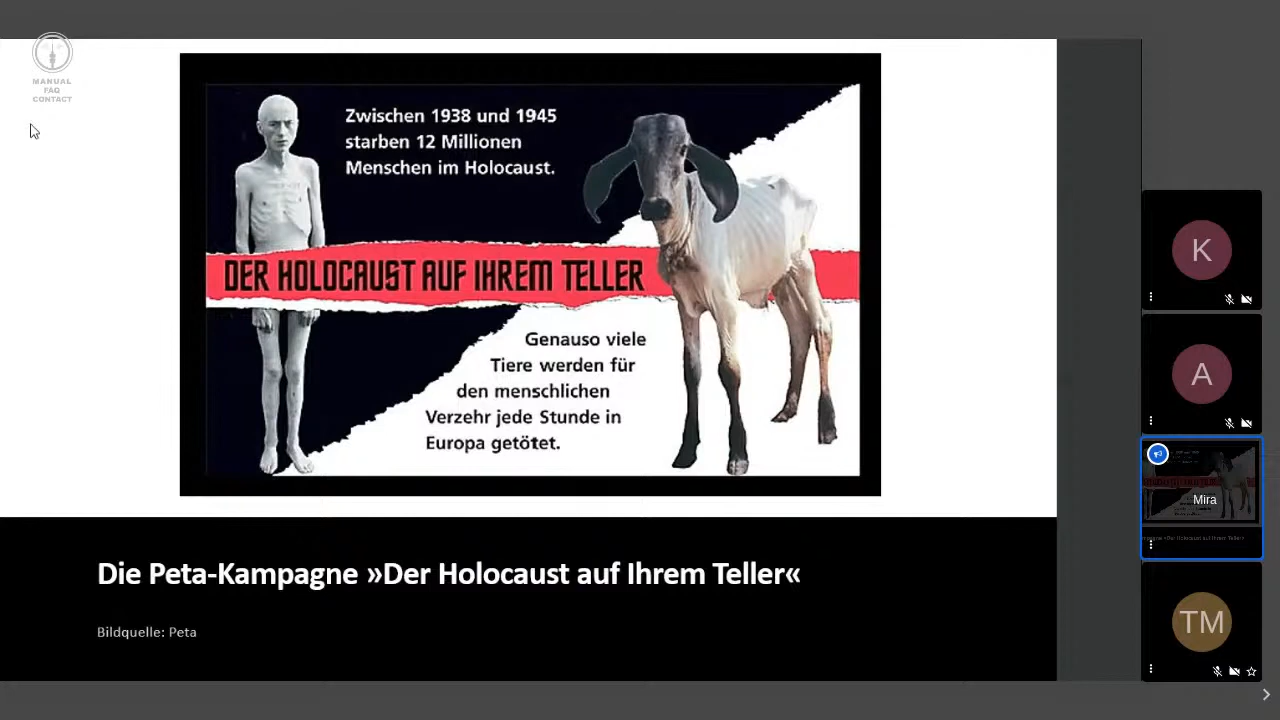 MANUAL
FAQ
CONTACT
Zwischen 1938 und 1945
starben 12 Millionen
Menschen im Holocaust.
DER HOLOCAUST AUF IHREM TELLER
Genauso viele
Tiere werden für
den menschlichen
Verzehr jede Stunde in
Europa getötet.
Die Peta-Kampagne »Der Holocaust auf Ihrem Teller«
Bildquelle: Peta
K
A
Mira
TM